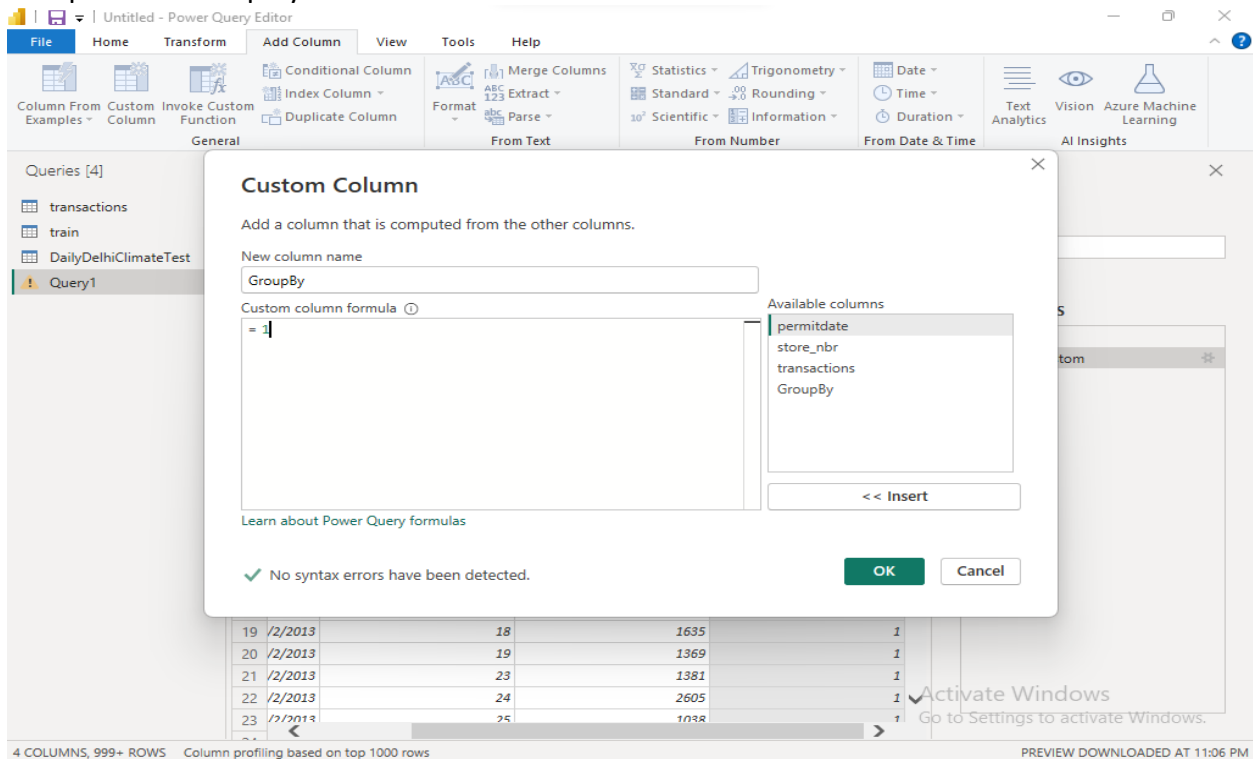 Untitled - Power Query Editor
File Home Transform Add Column View Tools Help
Column From Examples
Custom Column
Invoke Custom Function
Conditional Column
Index Column
Duplicate Column
General
Format
Merge Columns
Extract
Parse
From Text
Statistics
Standard
Scientific
Trigonometry
Rounding
Information
From Number
Date
Time
Duration
From Date & Time
Text Analytics
Vision
Azure Machine Learning
AI Insights
Queries [4]
transactions
train
DailyDelhiClimateTest
Query1
Custom Column
Add a column that is computed from the other columns.
New column name
GroupBy
Custom column formula
= 1
Available columns
permitdate
store_nbr
transactions
GroupBy
<< Insert
Learn about Power Query formulas
No syntax errors have been detected.
OK Cancel
S
tom
19 /2/2013 18 1635 1
20 /2/2013 19 1369 1
21 /2/2013 23 1381 1
22 /2/2013 24 2605 1
23 /2/2013 25 1038 1
Activate Windows
Go to Settings to activate Windows.
4 COLUMNS, 999+ ROWS Column profiling based on top 1000 rows
PREVIEW DOWNLOADED AT 11:06 PM